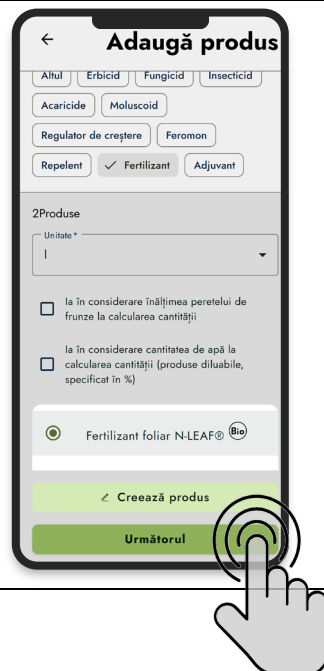 Adaugă produs
Altul Erbicid Fungicid Insecticid
Acaricide Moluscoid
Regulator de creștere Feromon
Repelent Fertilizant Adjuvant
2Produse
Unitate*
l
Ia în considerare înălțimea peretelui de
frunze la calcularea cantității
Ia în considerare cantitatea de apă la
calcularea cantității (produse diluabile,
specificat în %)
Fertilizant foliar N-LEAF® Bio
Creează produs
Următorul